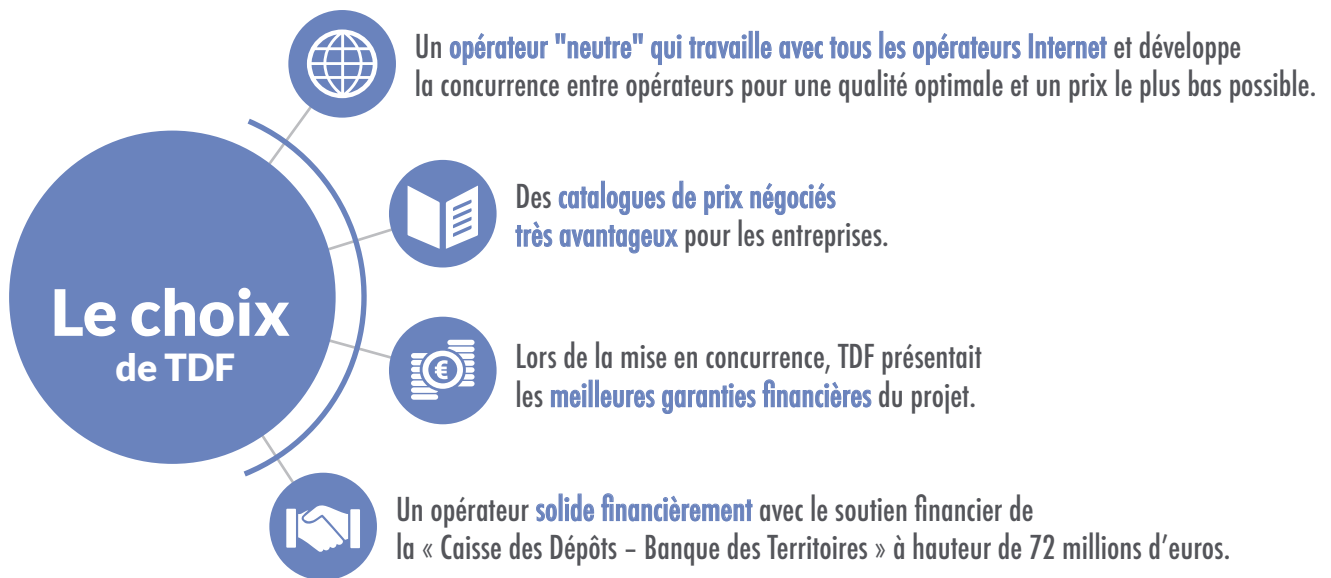 Un opérateur "neutre" qui travaille avec tous les opérateurs Internet et développe
la concurrence entre opérateurs pour une qualité optimale et un prix le plus bas possible.
Des catalogues de prix négociés
très avantageux pour les entreprises.
Le choix
de TDF
Lors de la mise en concurrence, TDF présentait
les meilleures garanties financières du projet.
Un opérateur solide financièrement avec le soutien financier de
la « Caisse des Dépôts – Banque des Territoires » à hauteur de 72 millions d'euros.